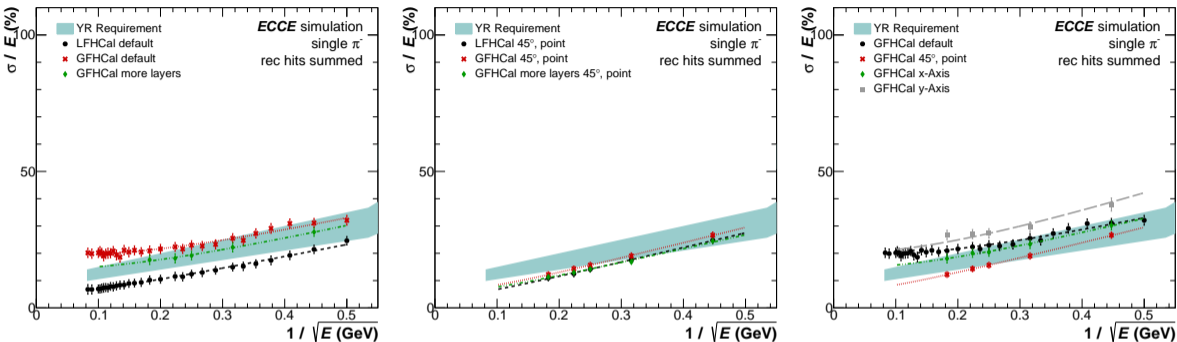 σ / E (%)
100
50
0
YR Requirement
LFHCal default
GFHCal default
GFHCal more layers
ECCE simulation
single π⁻
rec hits summed
0 0.1 0.2 0.3 0.4 0.5
1 / √E (GeV)
σ / E (%)
100
50
0
YR Requirement
LFHCal 45°, point
GFHCal 45°, point
GFHCal more layers 45°, point
ECCE simulation
single π⁻
rec hits summed
0 0.1 0.2 0.3 0.4 0.5
1 / √E (GeV)
σ / E (%)
100
50
0
YR Requirement
GFHCal default
GFHCal 45°, point
GFHCal x-Axis
GFHCal y-Axis
ECCE simulation
single π⁻
rec hits summed
0 0.1 0.2 0.3 0.4 0.5
1 / √E (GeV)